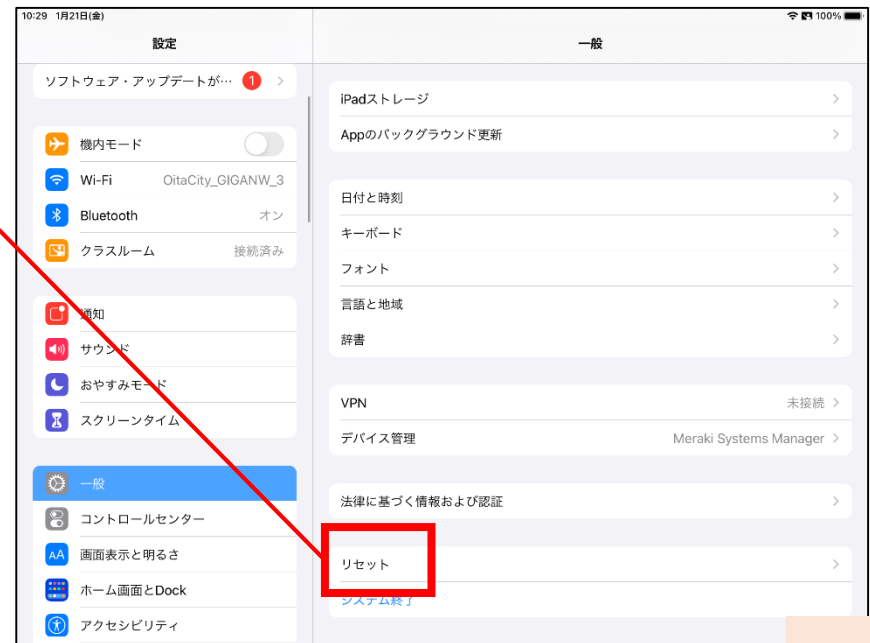 10:29 1月21日(金)
100%
設定
一般
ソフトウェア・アップデートが… 1
機内モード
Wi-Fi OitaCity_GIGANW_3
Bluetooth オン
クラスルーム 接続済み
通知
サウンド
おやすみモード
スクリーンタイム
一般
コントロールセンター
AA 画面表示と明るさ
ホーム画面とDock
アクセシビリティ
iPadストレージ
Appのバックグラウンド更新
日付と時刻
キーボード
フォント
言語と地域
辞書
VPN 未接続
デバイス管理 Meraki Systems Manager
法律に基づく情報および認証
リセット
システム終了